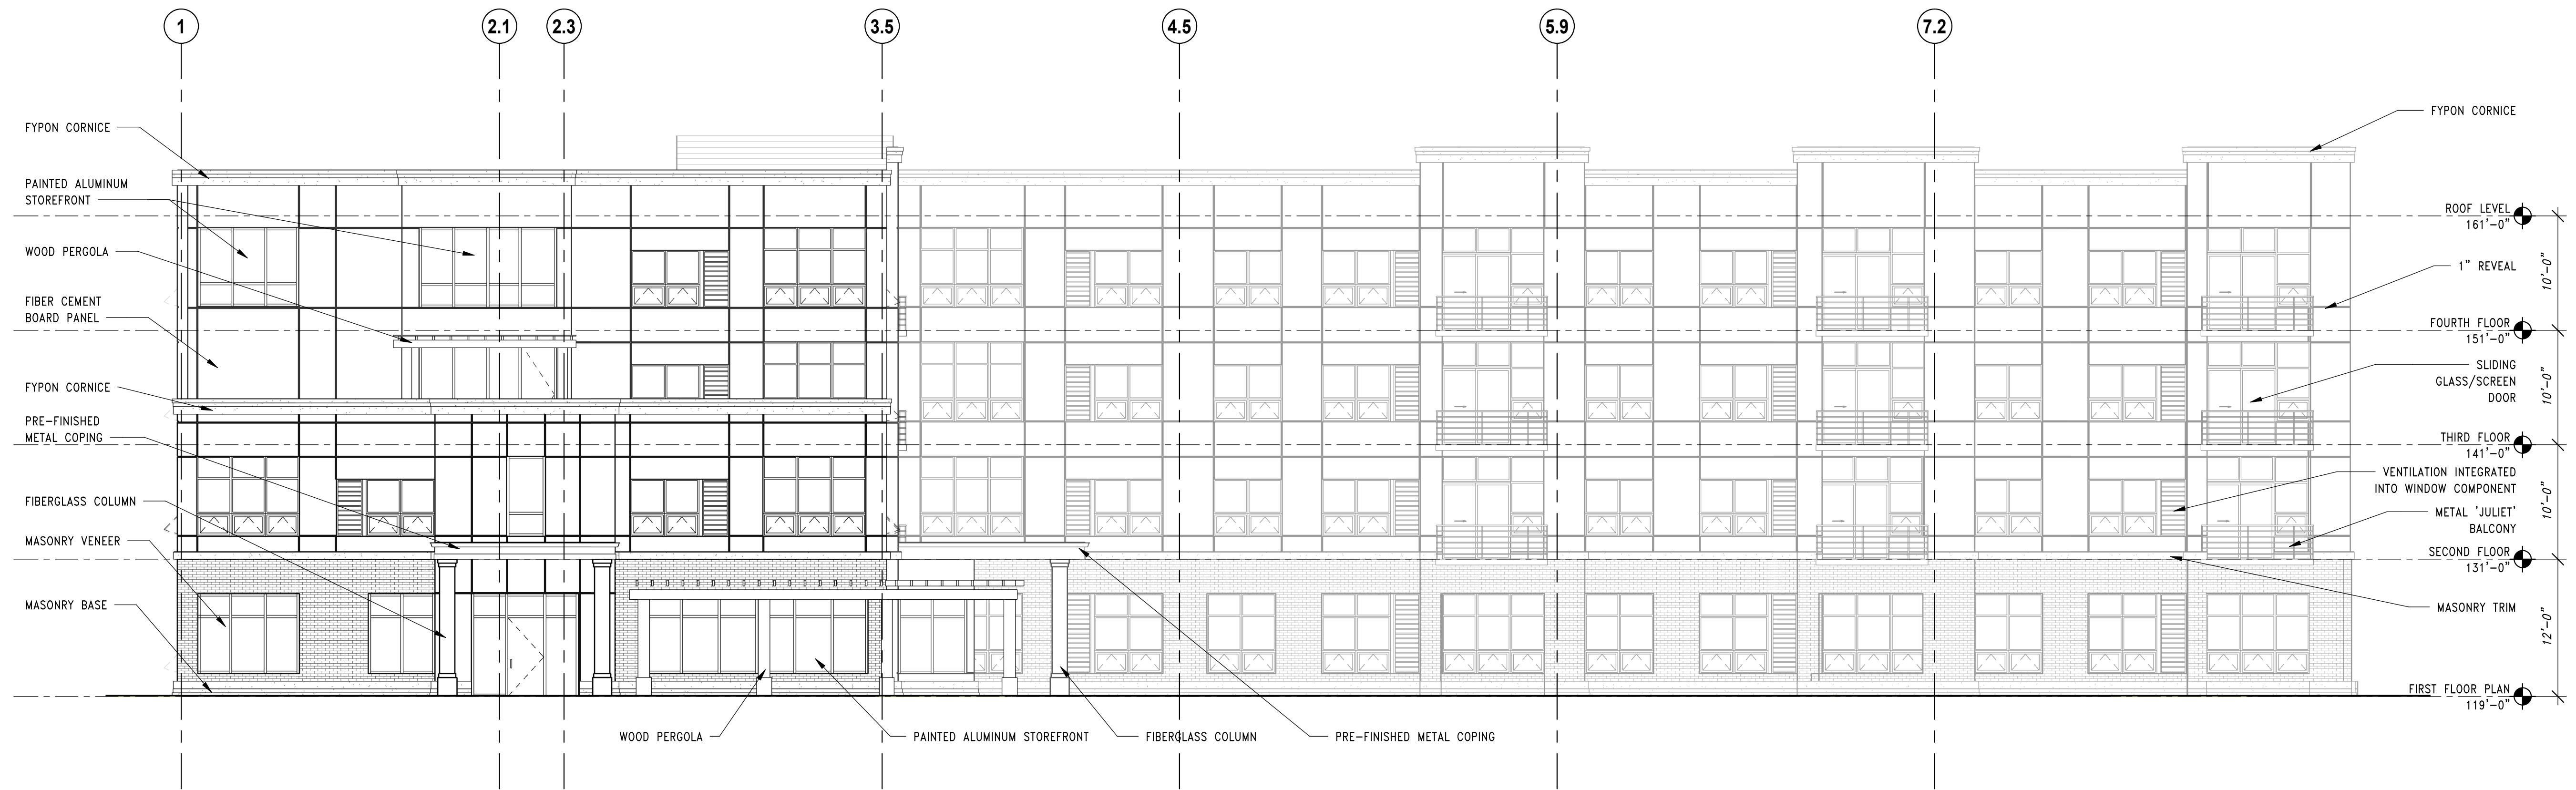 1
2.1
2.3
3.5
4.5
5.9
7.2
FYPON CORNICE
PAINTED ALUMINUM
STOREFRONT
WOOD PERGOLA
FIBER CEMENT
BOARD PANEL
FYPON CORNICE
PRE-FINISHED
METAL COPING
FIBERGLASS COLUMN
MASONRY VENEER
MASONRY BASE
WOOD PERGOLA
PAINTED ALUMINUM STOREFRONT
FIBERGLASS COLUMN
PRE-FINISHED METAL COPING
FYPON CORNICE
ROOF LEVEL
161'-0"
1" REVEAL
10'-0"
FOURTH FLOOR
151'-0"
SLIDING
GLASS/SCREEN
DOOR
10'-0"
THIRD FLOOR
141'-0"
VENTILATION INTEGRATED
INTO WINDOW COMPONENT
10'-0"
METAL 'JULIET'
BALCONY
SECOND FLOOR
131'-0"
MASONRY TRIM
12'-0"
FIRST FLOOR PLAN
119'-0"